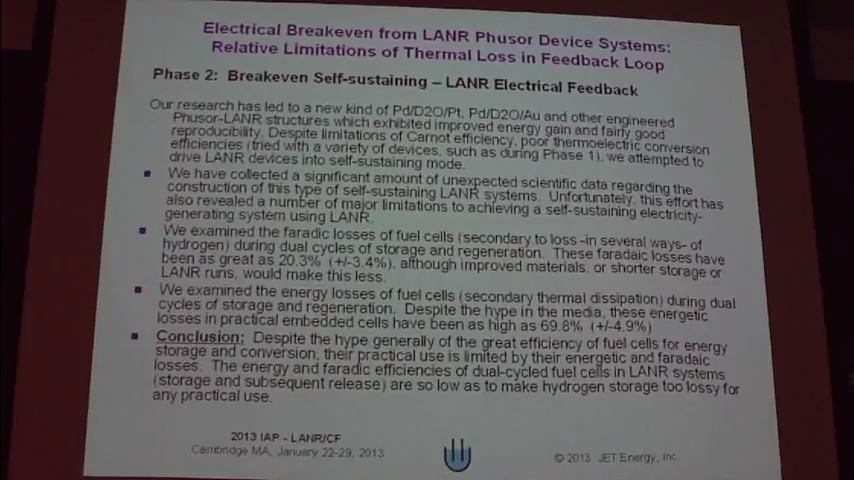 Electrical Breakeven from LANR Phusor Device Systems:
Relative Limitations of Thermal Loss in Feedback Loop
Phase 2: Breakeven Self-sustaining – LANR Electrical Feedback
Our research has led to a new kind of Pd/D2O/Pt, Pd/D2O/Au and other engineered
Phusor-LANR structures which exhibited improved energy gain and fairly good
reproducibility. Despite limitations of Carnot efficiency, poor thermoelectric conversion
efficiencies (tried with a variety of devices, such as during Phase 1), we attempted to
drive LANR devices into self-sustaining mode.
We have collected a significant amount of unexpected scientific data regarding the
construction of this type of self-sustaining LANR systems. Unfortunately, this effort has
also revealed a number of major limitations to achieving a self-sustaining electricity-
generating system using LANR.
We examined the faradic losses of fuel cells (secondary to loss -in several ways- of
hydrogen) during dual cycles of storage and regeneration. These faradaic losses have
been as great as 20.3% (+/-3.4%), although improved materials, or shorter storage or
LANR runs, would make this less.
We examined the energy losses of fuel cells (secondary thermal dissipation) during dual
cycles of storage and regeneration. Despite the hype in the media, these energetic
losses in practical embedded cells have been as high as 69.8% (+/-4.9%)
Conclusion: Despite the hype generally of the great efficiency of fuel cells for energy
storage and conversion, their practical use is limited by their energetic and faradaic
losses. The energy and faradic efficiencies of dual-cycled fuel cells in LANR systems
(storage and subsequent release) are so low as to make hydrogen storage too lossy for
any practical use.
2013 IAP - LANR/CF
Cambridge MA, January 22-29, 2013
© 2013 JET Energy, Inc